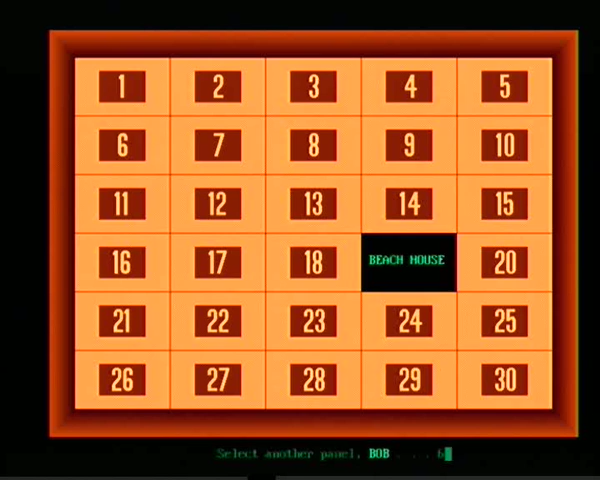 1 2 3 4 5
6 7 8 9 10
11 12 13 14 15
16 17 18 BEACH HOUSE 20
21 22 23 24 25
26 27 28 29 30
Select another panel, BOB . . . . 6